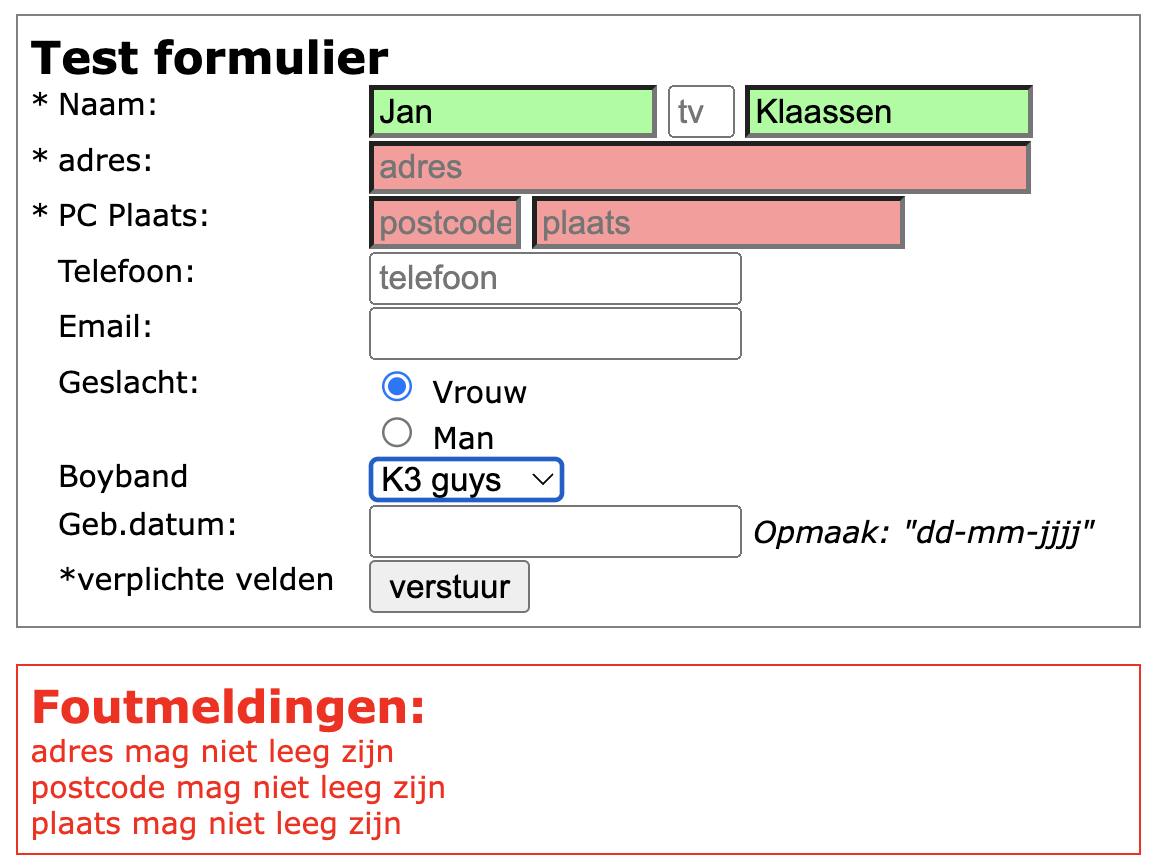 Test formulier
* Naam: Jan tv Klaassen
* adres: adres
* PC Plaats: postcode plaats
Telefoon: telefoon
Email:
Geslacht: Vrouw
Man
Boyband K3 guys
Geb.datum: Opmaak: "dd-mm-jjjj"
*verplichte velden verstuur
Foutmeldingen:
adres mag niet leeg zijn
postcode mag niet leeg zijn
plaats mag niet leeg zijn